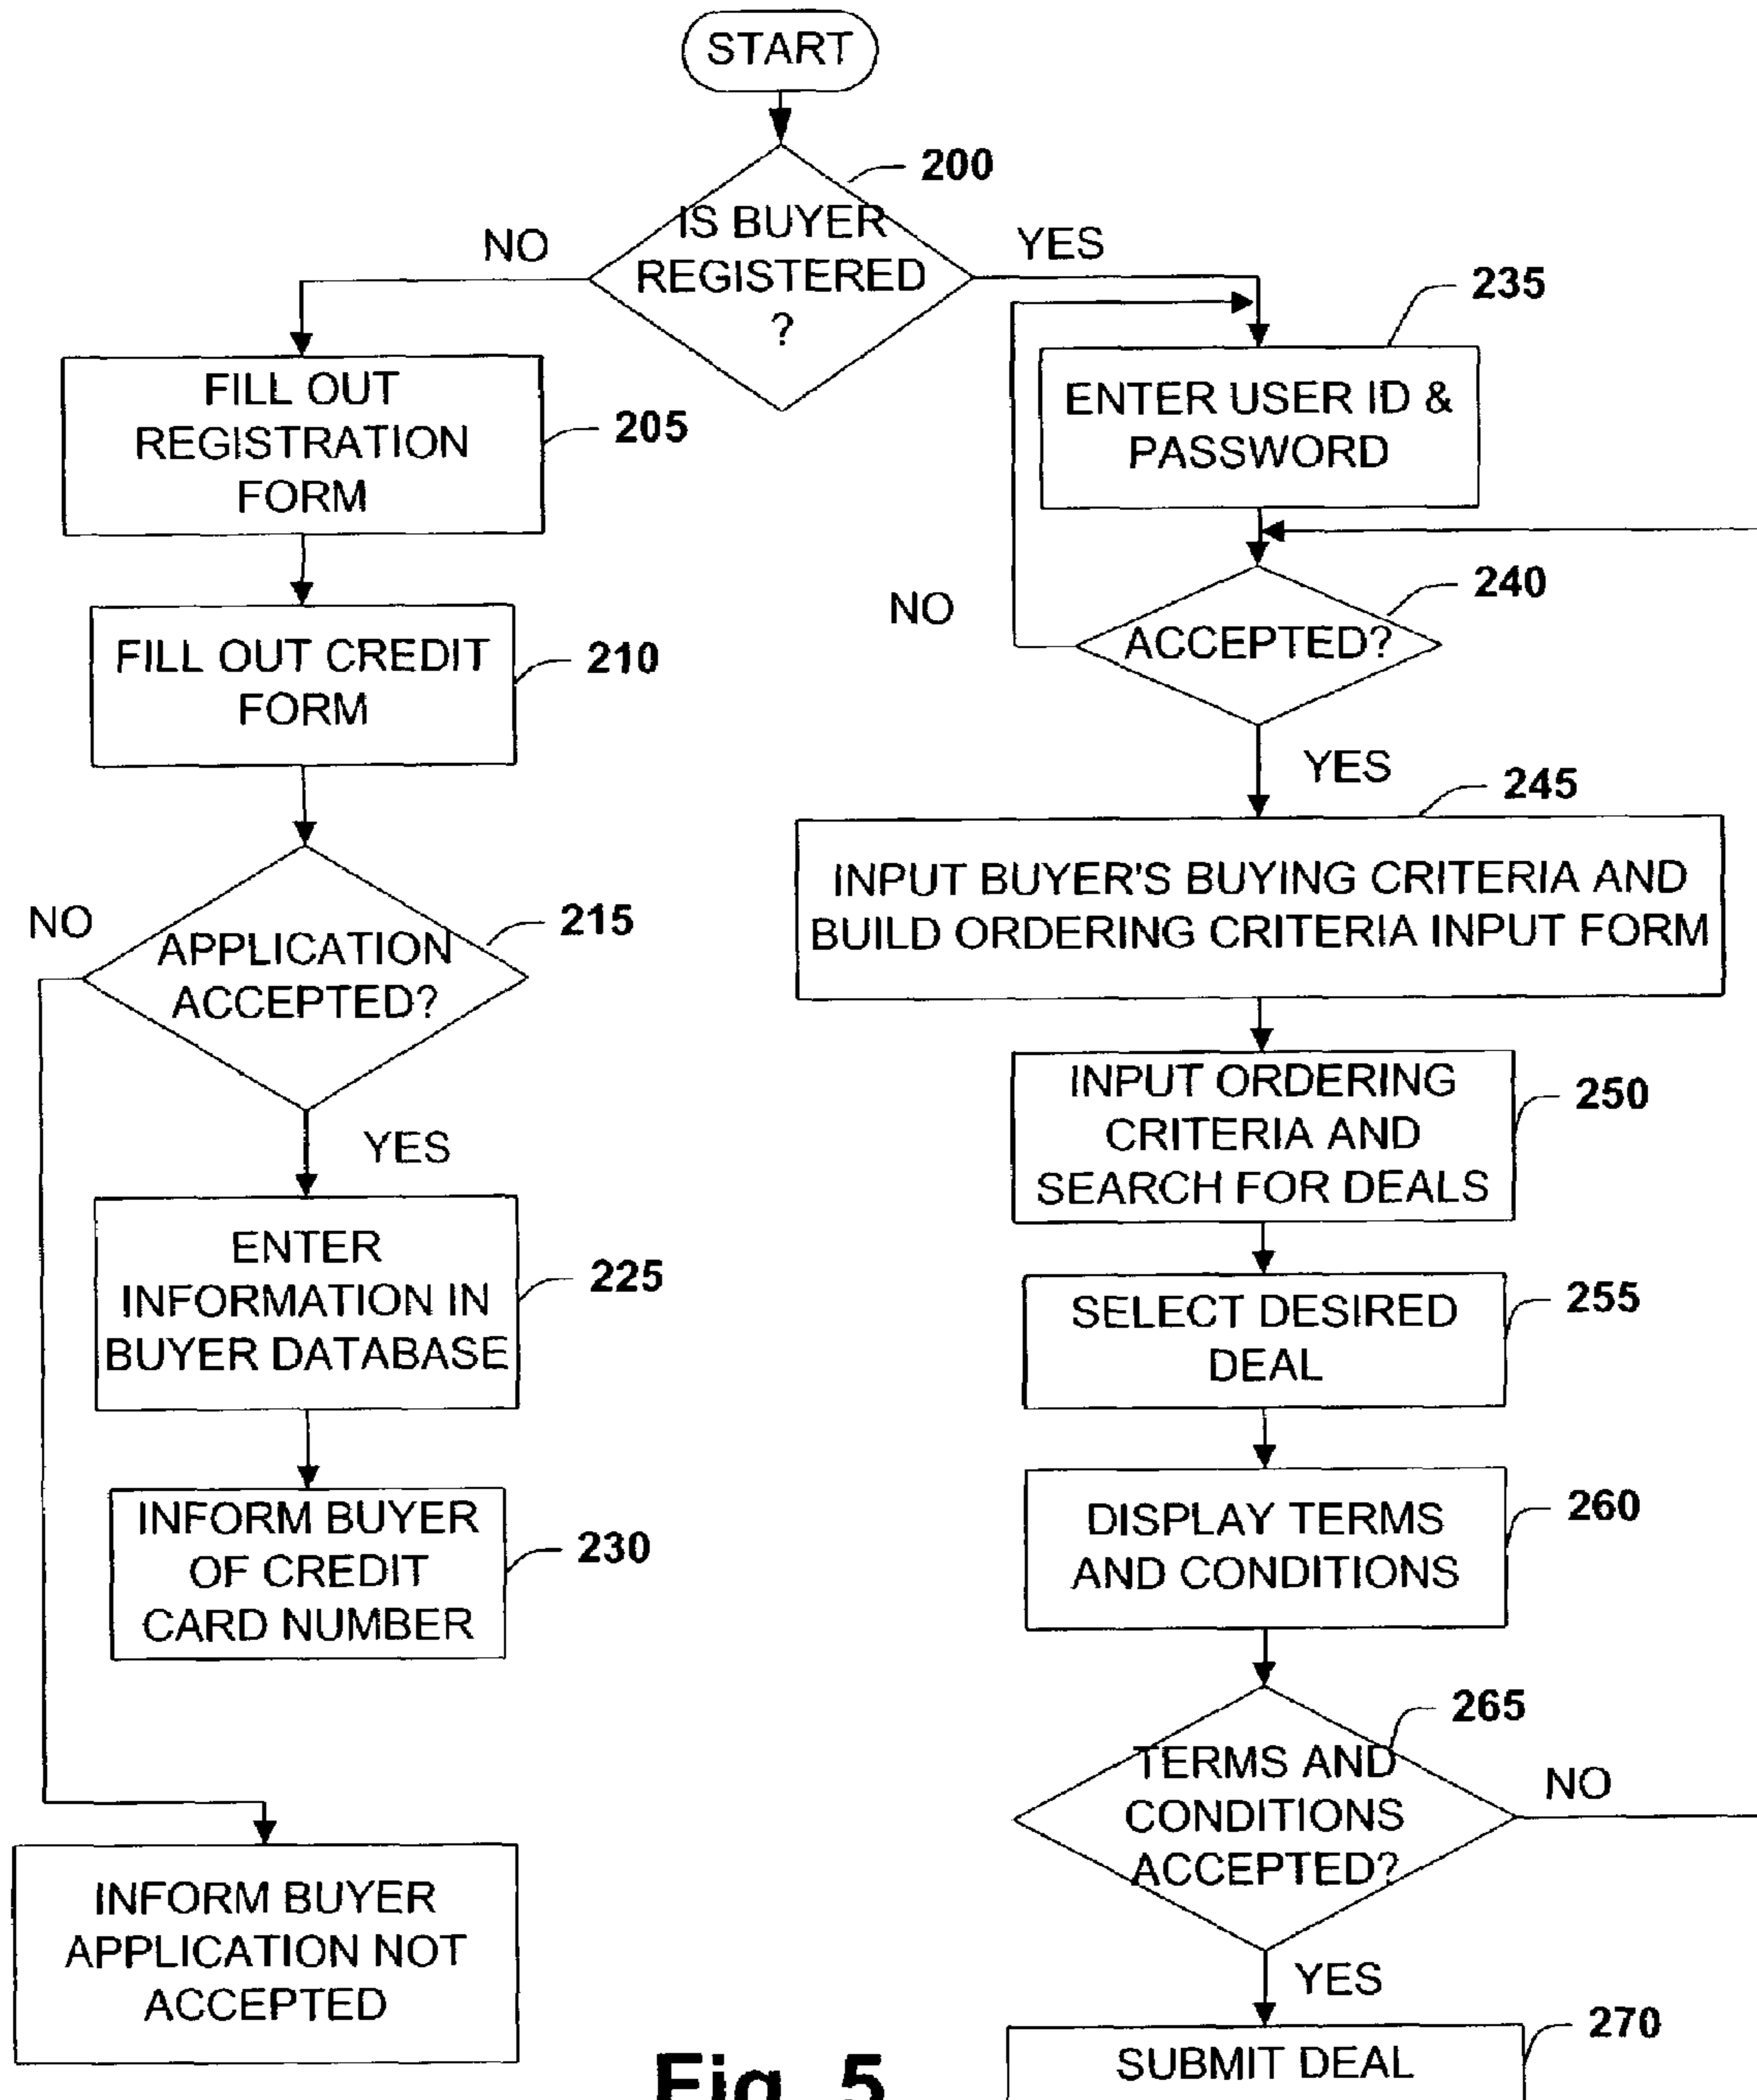 START
200
IS BUYER
REGISTERED
?
NO
YES
FILL OUT
REGISTRATION
FORM
205
FILL OUT CREDIT
FORM
210
NO
APPLICATION
ACCEPTED?
215
YES
ENTER
INFORMATION IN
BUYER DATABASE
225
INFORM BUYER
OF CREDIT
CARD NUMBER
230
INFORM BUYER
APPLICATION NOT
ACCEPTED
235
ENTER USER ID &
PASSWORD
240
NO
ACCEPTED?
YES
245
INPUT BUYER'S BUYING CRITERIA AND
BUILD ORDERING CRITERIA INPUT FORM
INPUT ORDERING
CRITERIA AND
SEARCH FOR DEALS
250
SELECT DESIRED
DEAL
255
DISPLAY TERMS
AND CONDITIONS
260
265
TERMS AND
CONDITIONS
ACCEPTED?
NO
YES
270
SUBMIT DEAL
Fig. 5